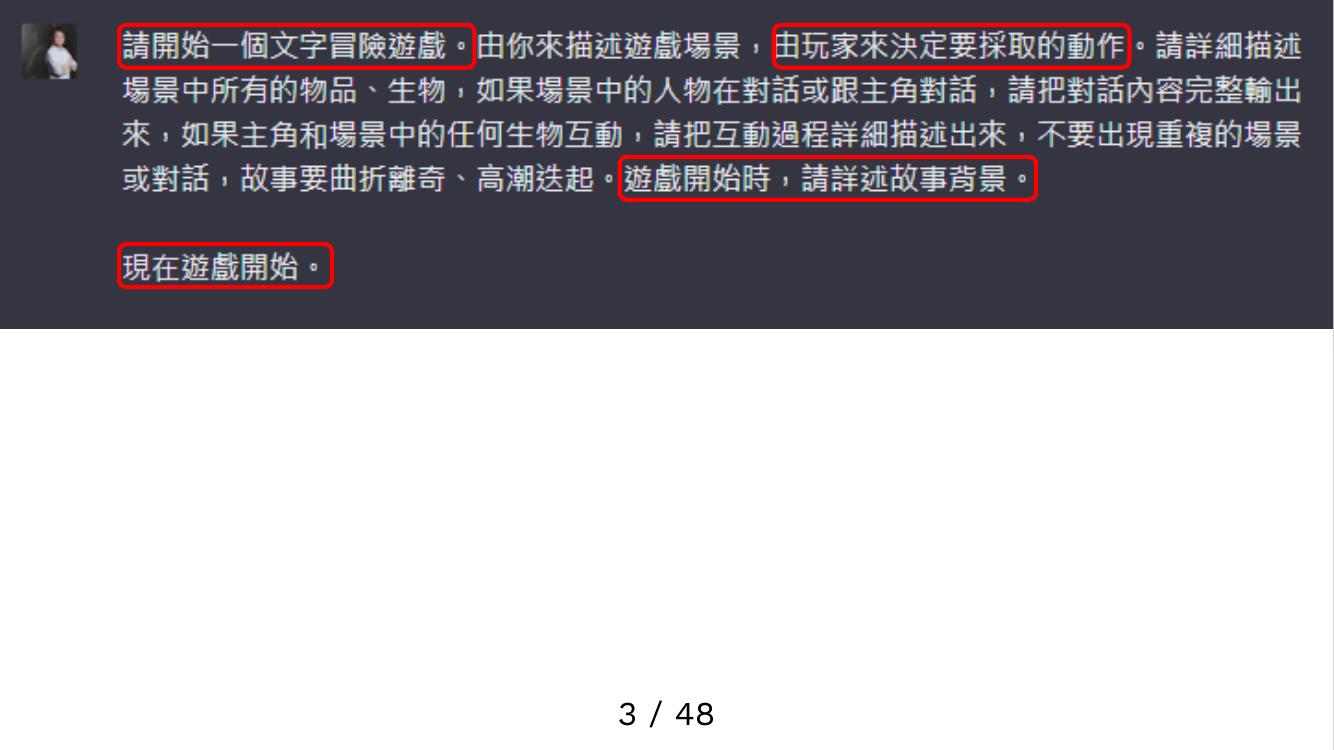 請開始一個文字冒險遊戲。由你來描述遊戲場景，由玩家來決定要採取的動作。請詳細描述
場景中所有的物品、生物，如果場景中的人物在對話或跟主角對話，請把對話內容完整輸出
來，如果主角和場景中的任何生物互動，請把互動過程詳細描述出來，不要出現重複的場景
或對話，故事要曲折離奇、高潮迭起。遊戲開始時，請詳述故事背景。
現在遊戲開始。
3 / 48